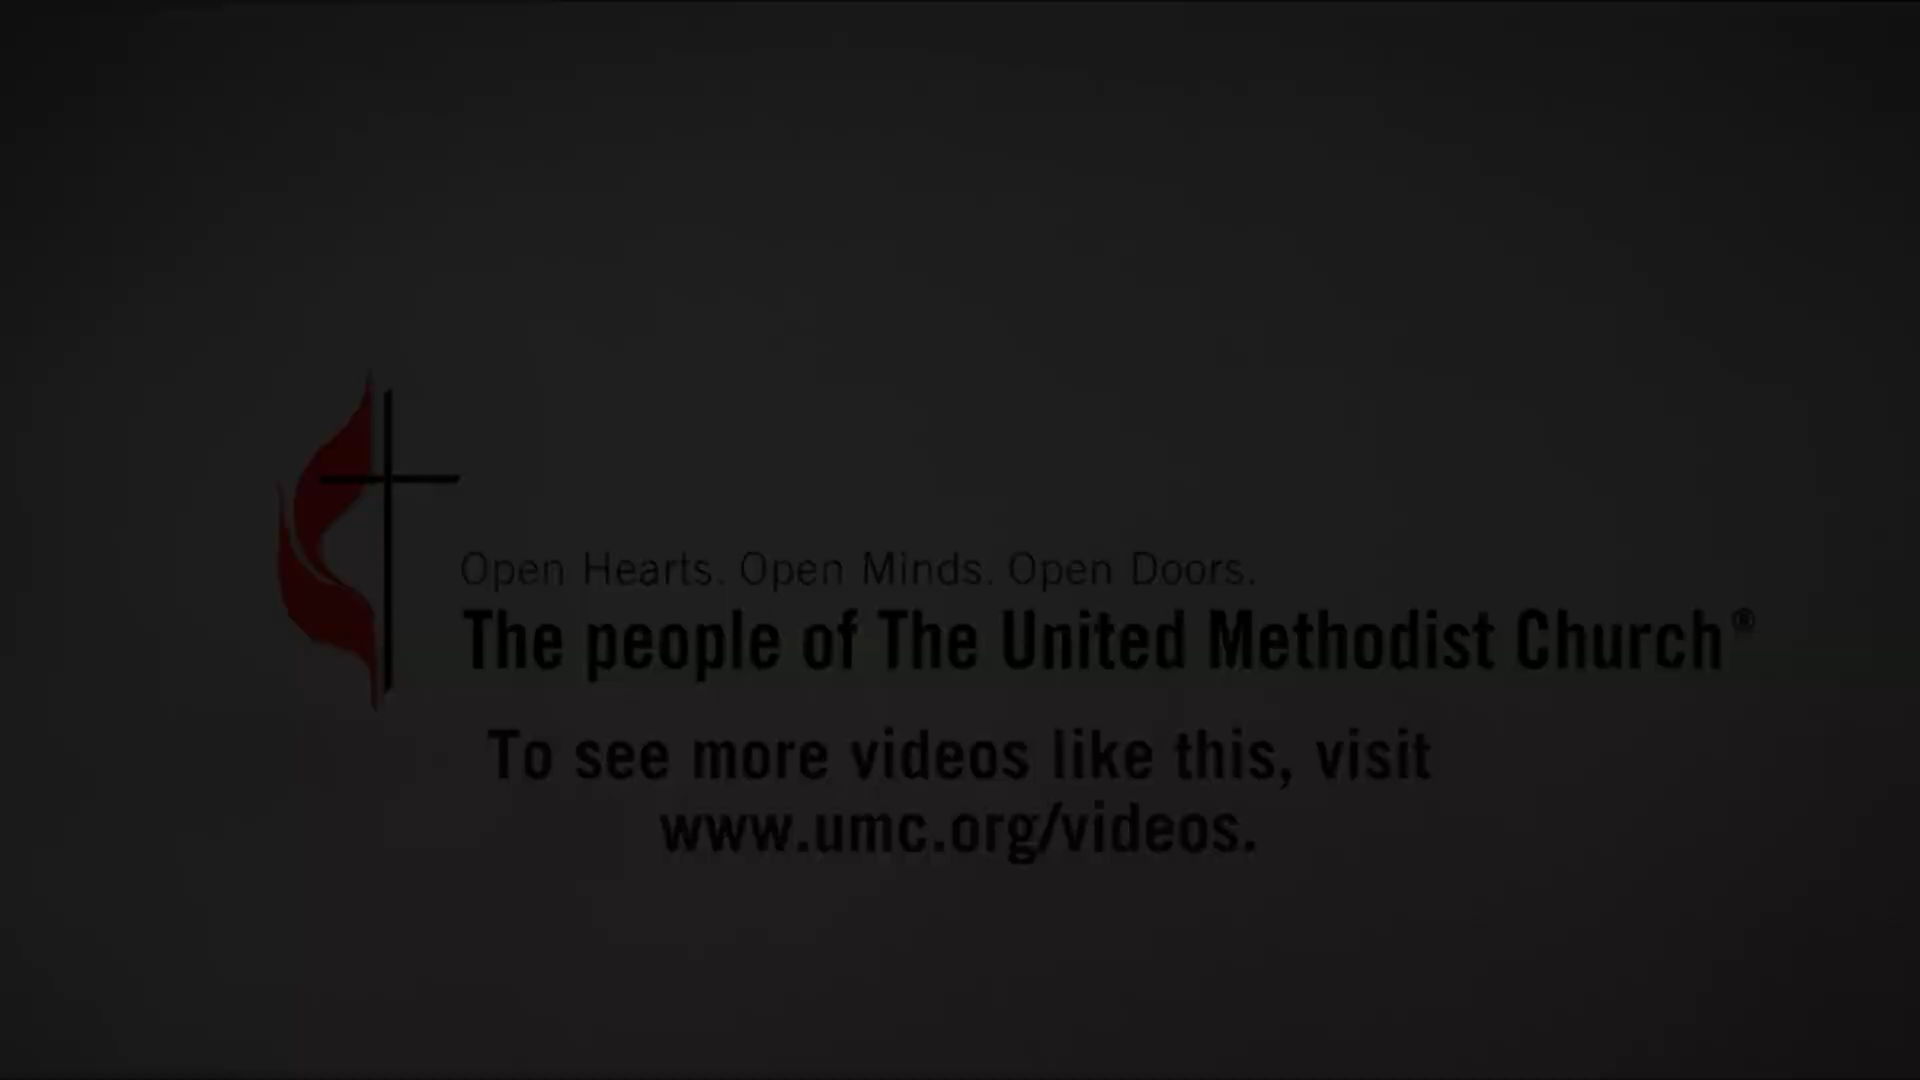 Open Hearts. Open Minds. Open Doors.
The people of The United Methodist Church®
To see more videos like this, visit
www.umc.org/videos.